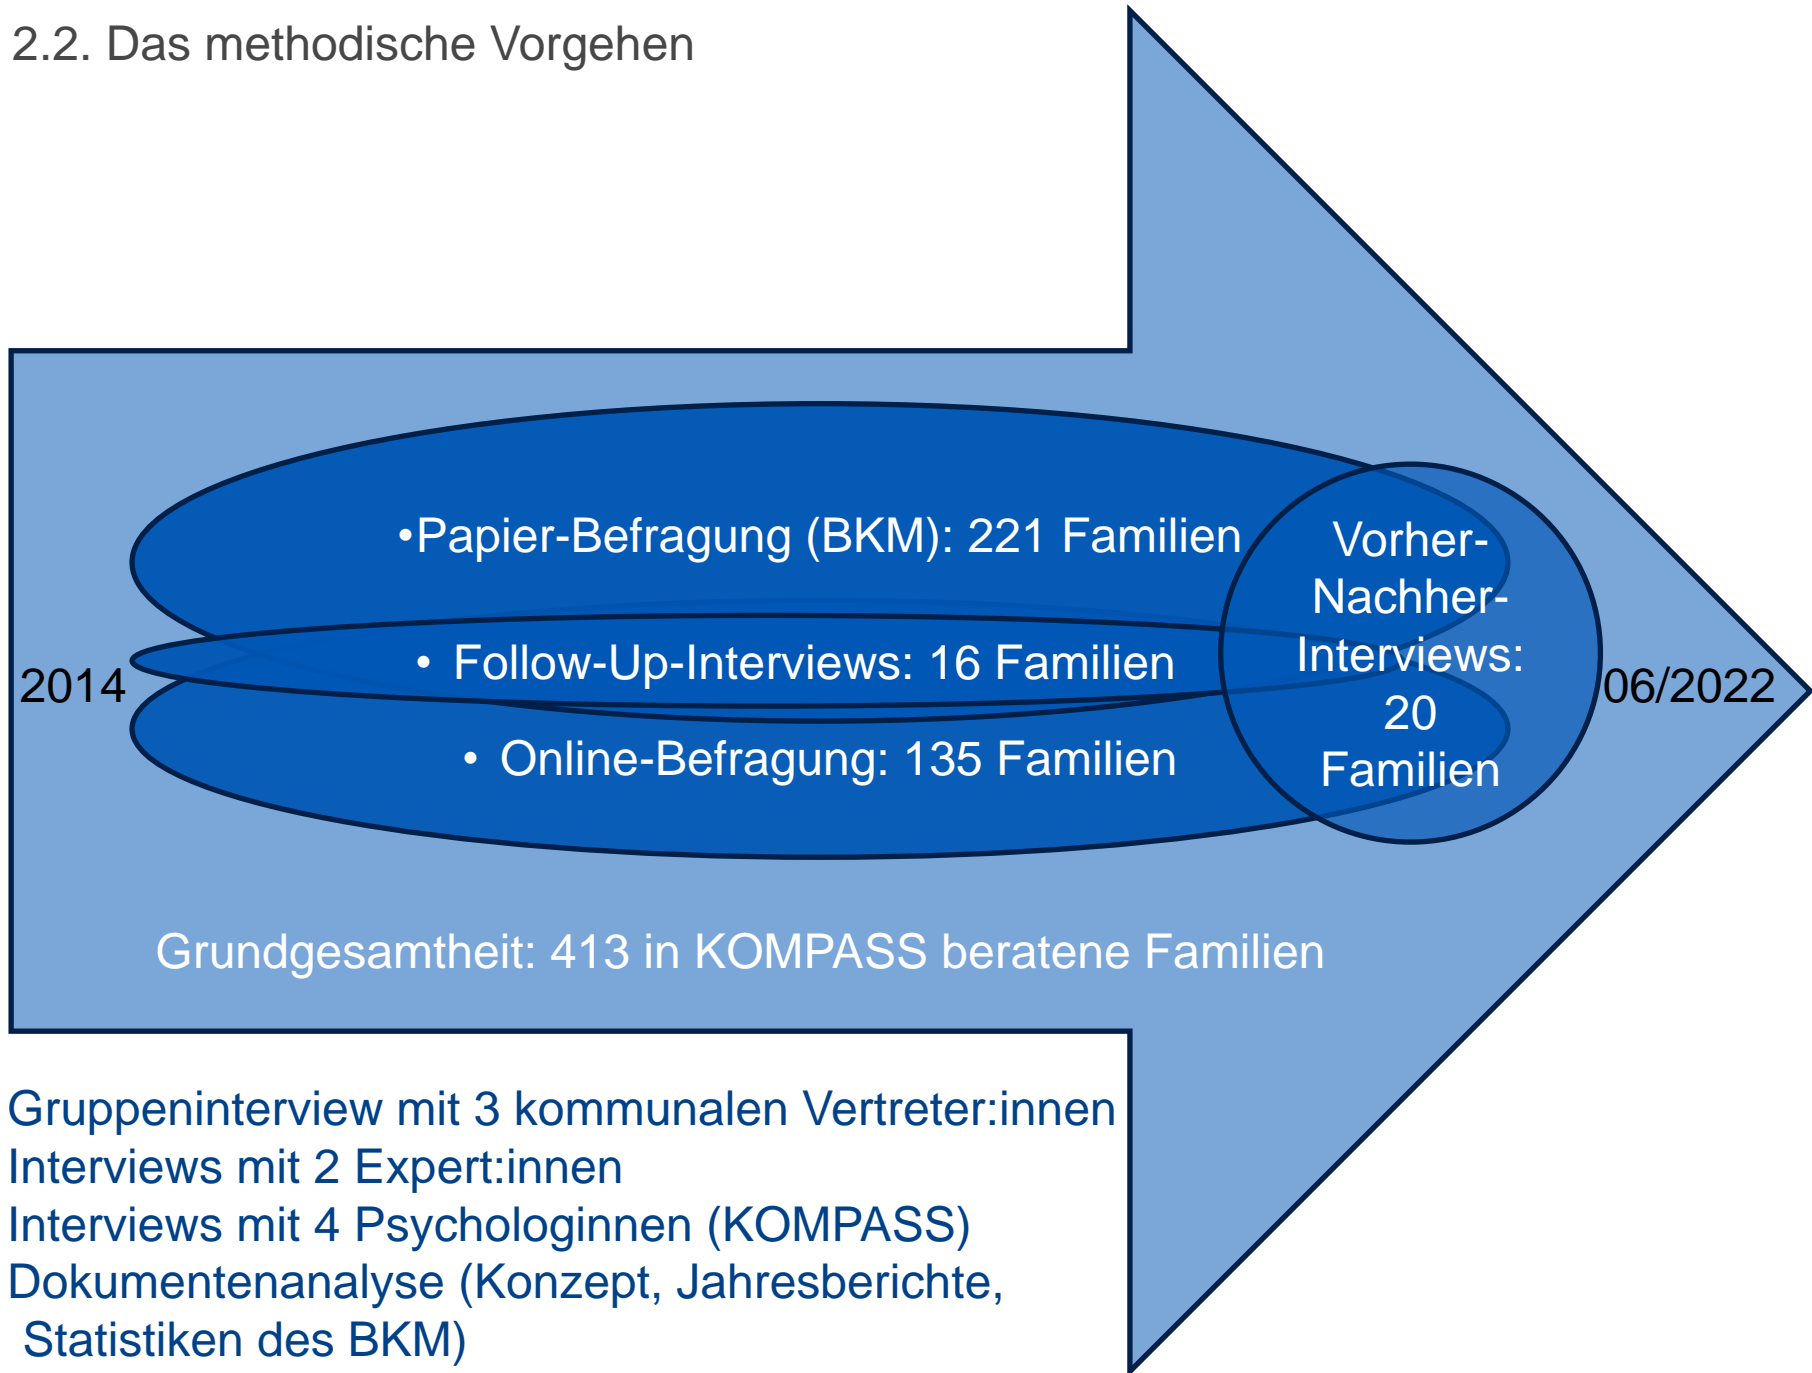 2.2. Das methodische Vorgehen
•Papier-Befragung (BKM): 221 Familien
• Follow-Up-Interviews: 16 Familien
• Online-Befragung: 135 Familien
Vorher-
Nachher-
Interviews:
20
Familien
2014
06/2022
Grundgesamtheit: 413 in KOMPASS beratene Familien
Gruppeninterview mit 3 kommunalen Vertreter:innen
Interviews mit 2 Expert:innen
Interviews mit 4 Psychologinnen (KOMPASS)
Dokumentenanalyse (Konzept, Jahresberichte,
Statistiken des BKM)